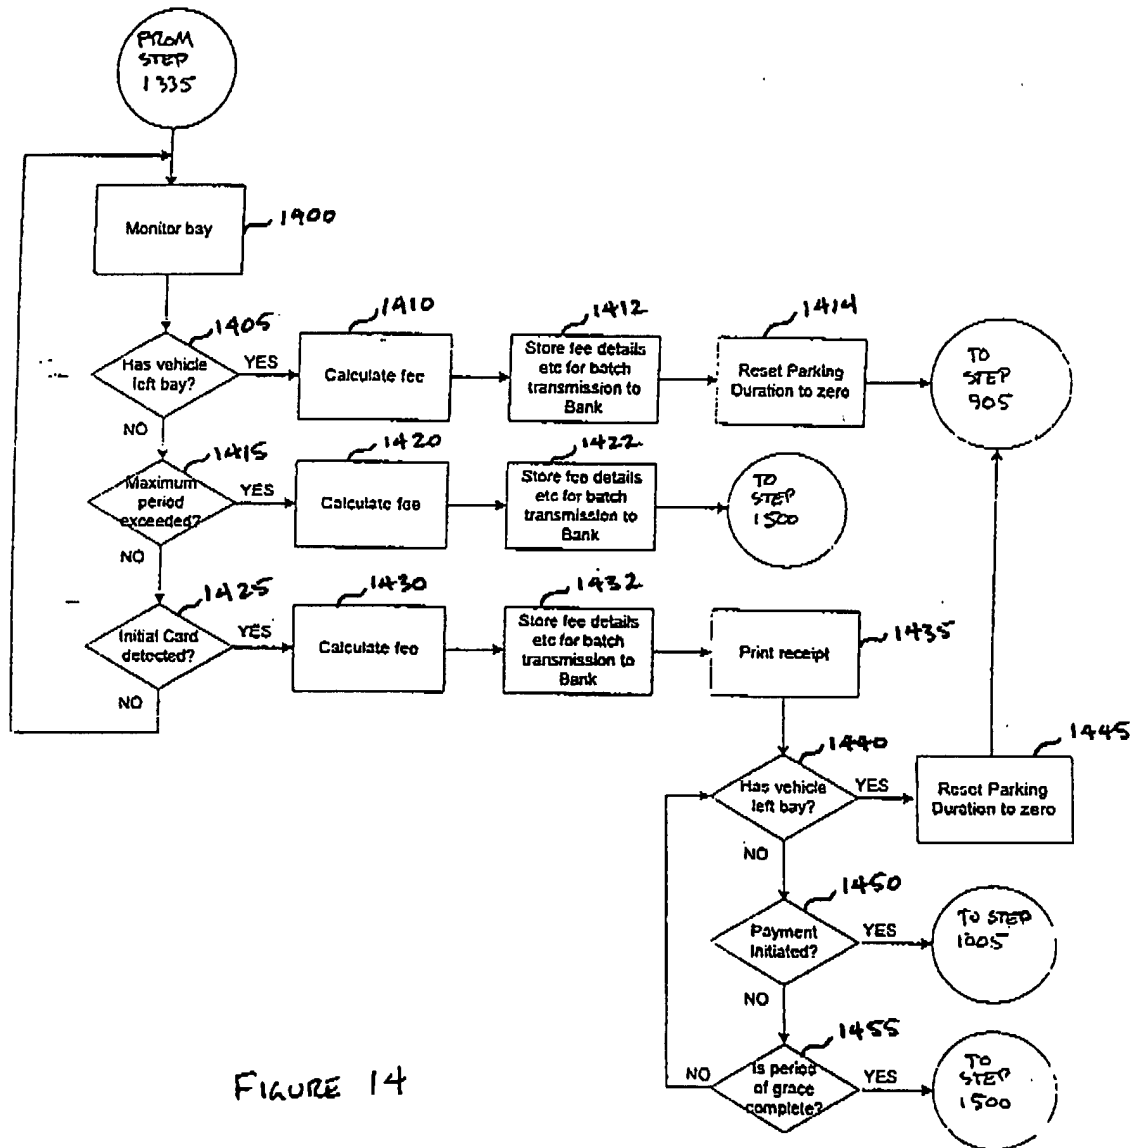 FROM
STEP
1335
Monitor bay
1400
1405
Has vehicle
left bay?
YES
NO
1410
Calculate fee
1412
Store fee details
etc for batch
transmission to
Bank
1414
Reset Parking
Duration to zero
TO
STEP
905
1415
Maximum
period
exceeded?
YES
NO
1420
Calculate fee
1422
Store fee details
etc for batch
transmission to
Bank
TO
STEP
1500
1425
Initial Card
detected?
YES
NO
1430
Calculate fee
1432
Store fee details
etc for batch
transmission to
Bank
1435
Print receipt
1440
Has vehicle
left bay?
YES
NO
1445
Reset Parking
Duration to zero
1450
Payment
Initiated?
YES
NO
TO STEP
1005
1455
Is period
of grace
complete?
NO
YES
TO
STEP
1500
FIGURE 14